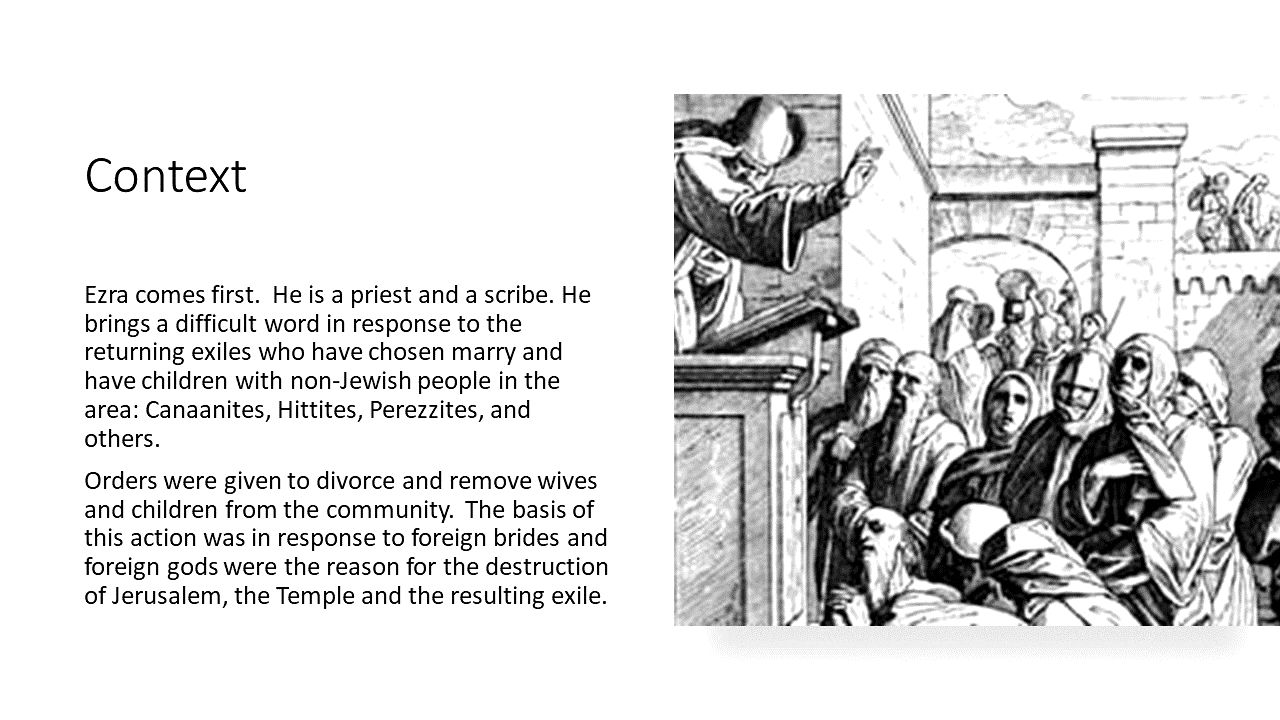 Context
Ezra comes first.  He is a priest and a scribe. He
brings a difficult word in response to the
returning exiles who have chosen marry and
have children with non-Jewish people in the
area: Canaanites, Hittites, Perezzites, and
others.
Orders were given to divorce and remove wives
and children from the community.  The basis of
this action was in response to foreign brides and
foreign gods were the reason for the destruction
of Jerusalem, the Temple and the resulting exile.